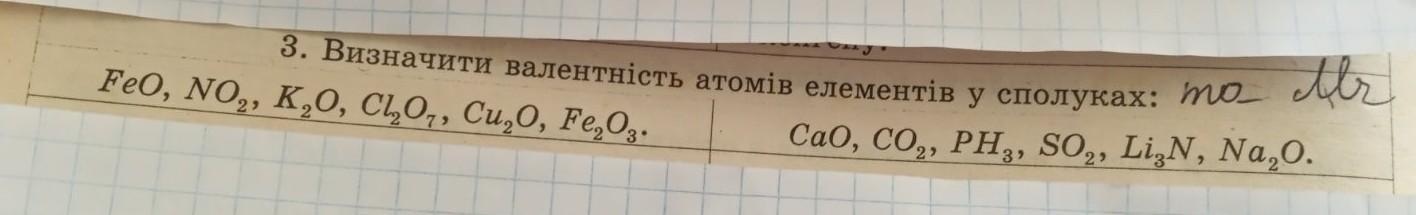 3. Визначити валентність атомів елементів у сполуках: та Mr
FeO, NO₂, K₂O, Cl₂O₇, Cu₂O, Fe₂O₃.
CaO, CO₂, PH₃, SO₂, Li₃N, Na₂O.